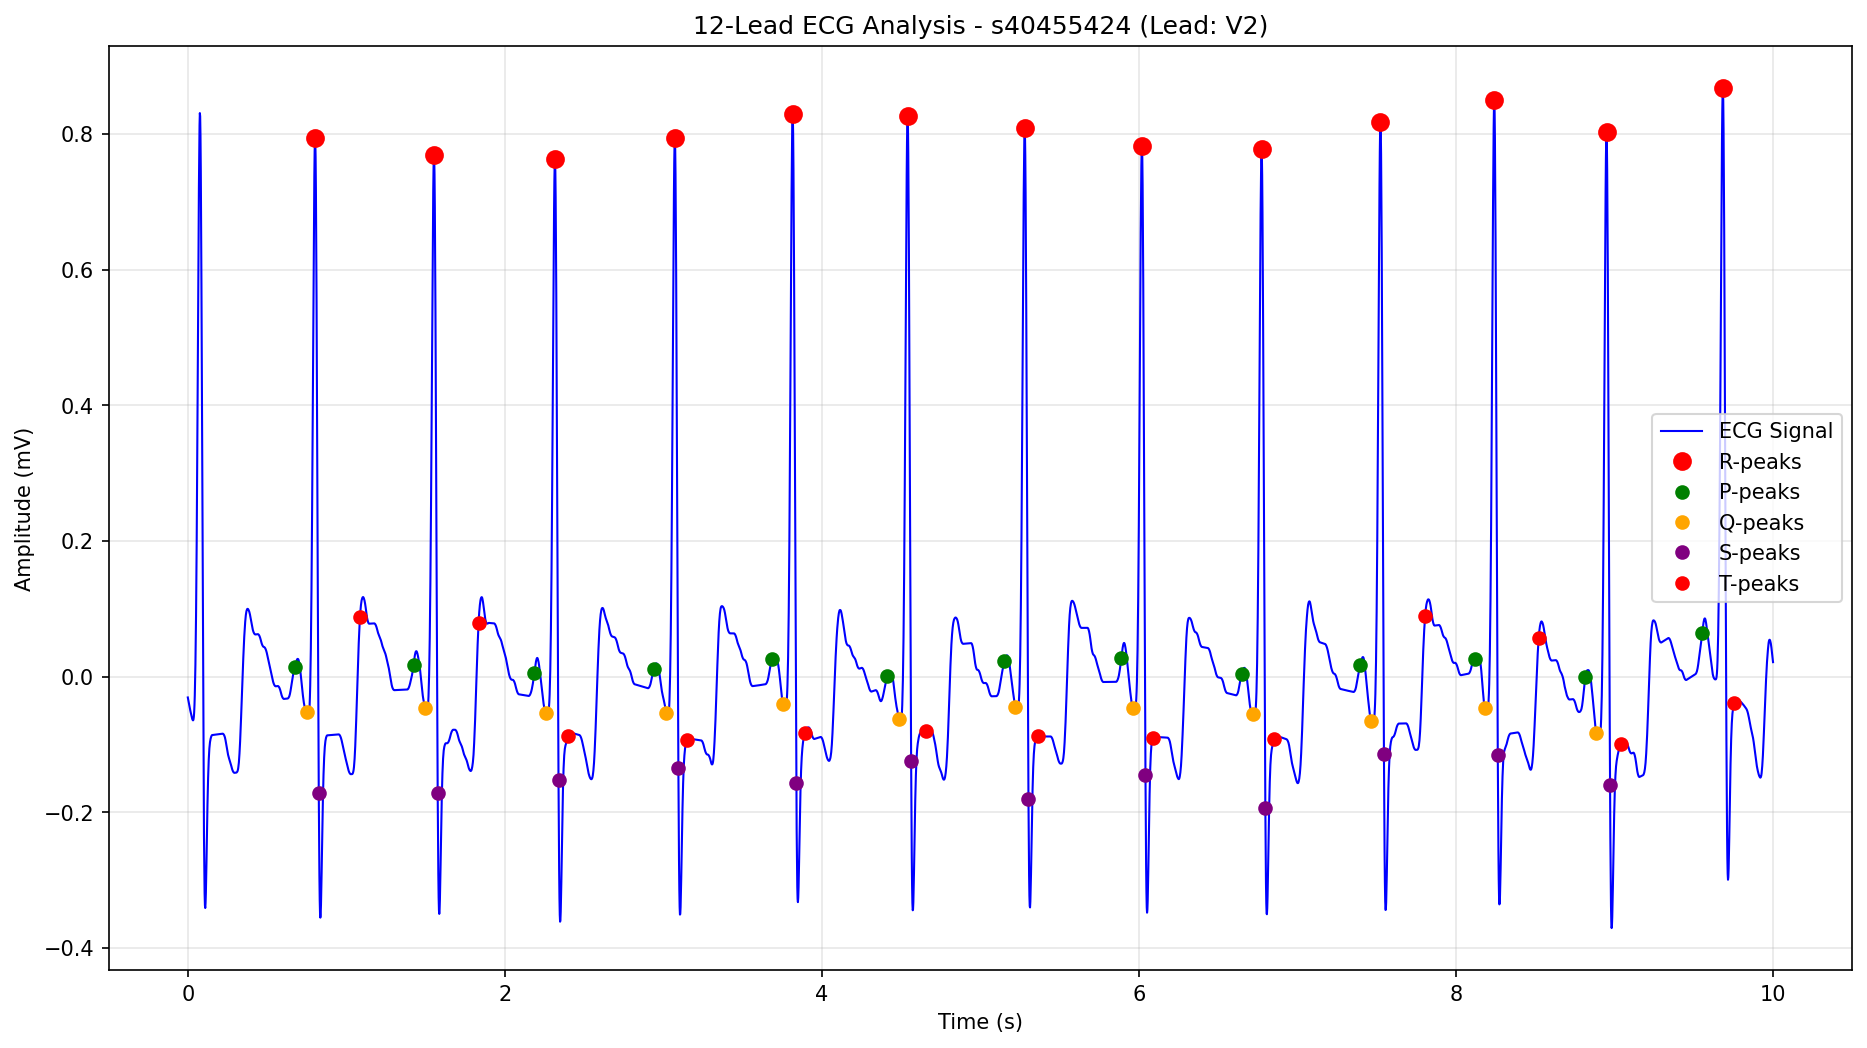 12-Lead ECG Analysis - s40455424 (Lead: V2)
Amplitude (mV)
0.8
0.6
0.4
0.2
0.0
−0.2
−0.4
ECG Signal
R-peaks
P-peaks
Q-peaks
S-peaks
T-peaks
0 2 4 6 8 10
Time (s)